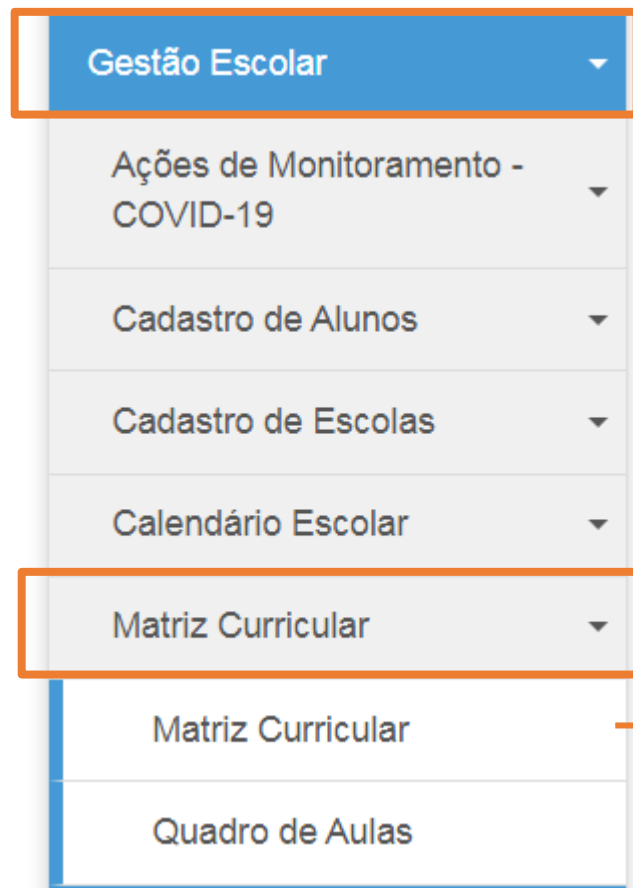 Gestão Escolar
Ações de Monitoramento -
COVID-19
Cadastro de Alunos
Cadastro de Escolas
Calendário Escolar
Matriz Curricular
Matriz Curricular
Quadro de Aulas